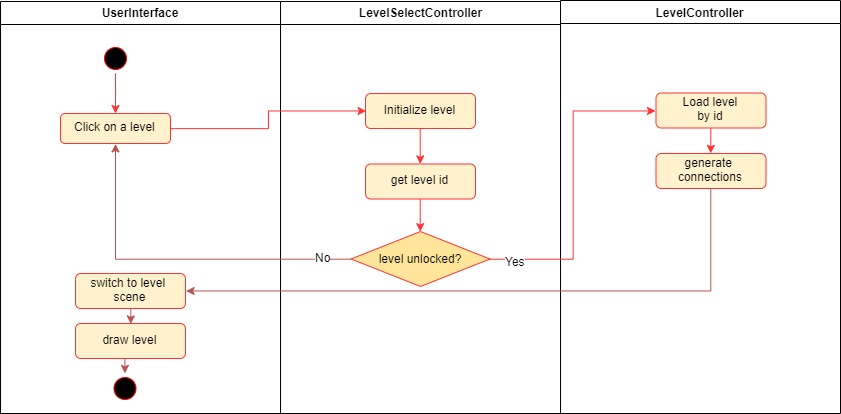 UserInterface
LevelSelectController
LevelController
Click on a level
Initialize level
Load level
by id
get level id
generate
connections
No
level unlocked?
Yes
switch to level
scene
draw level